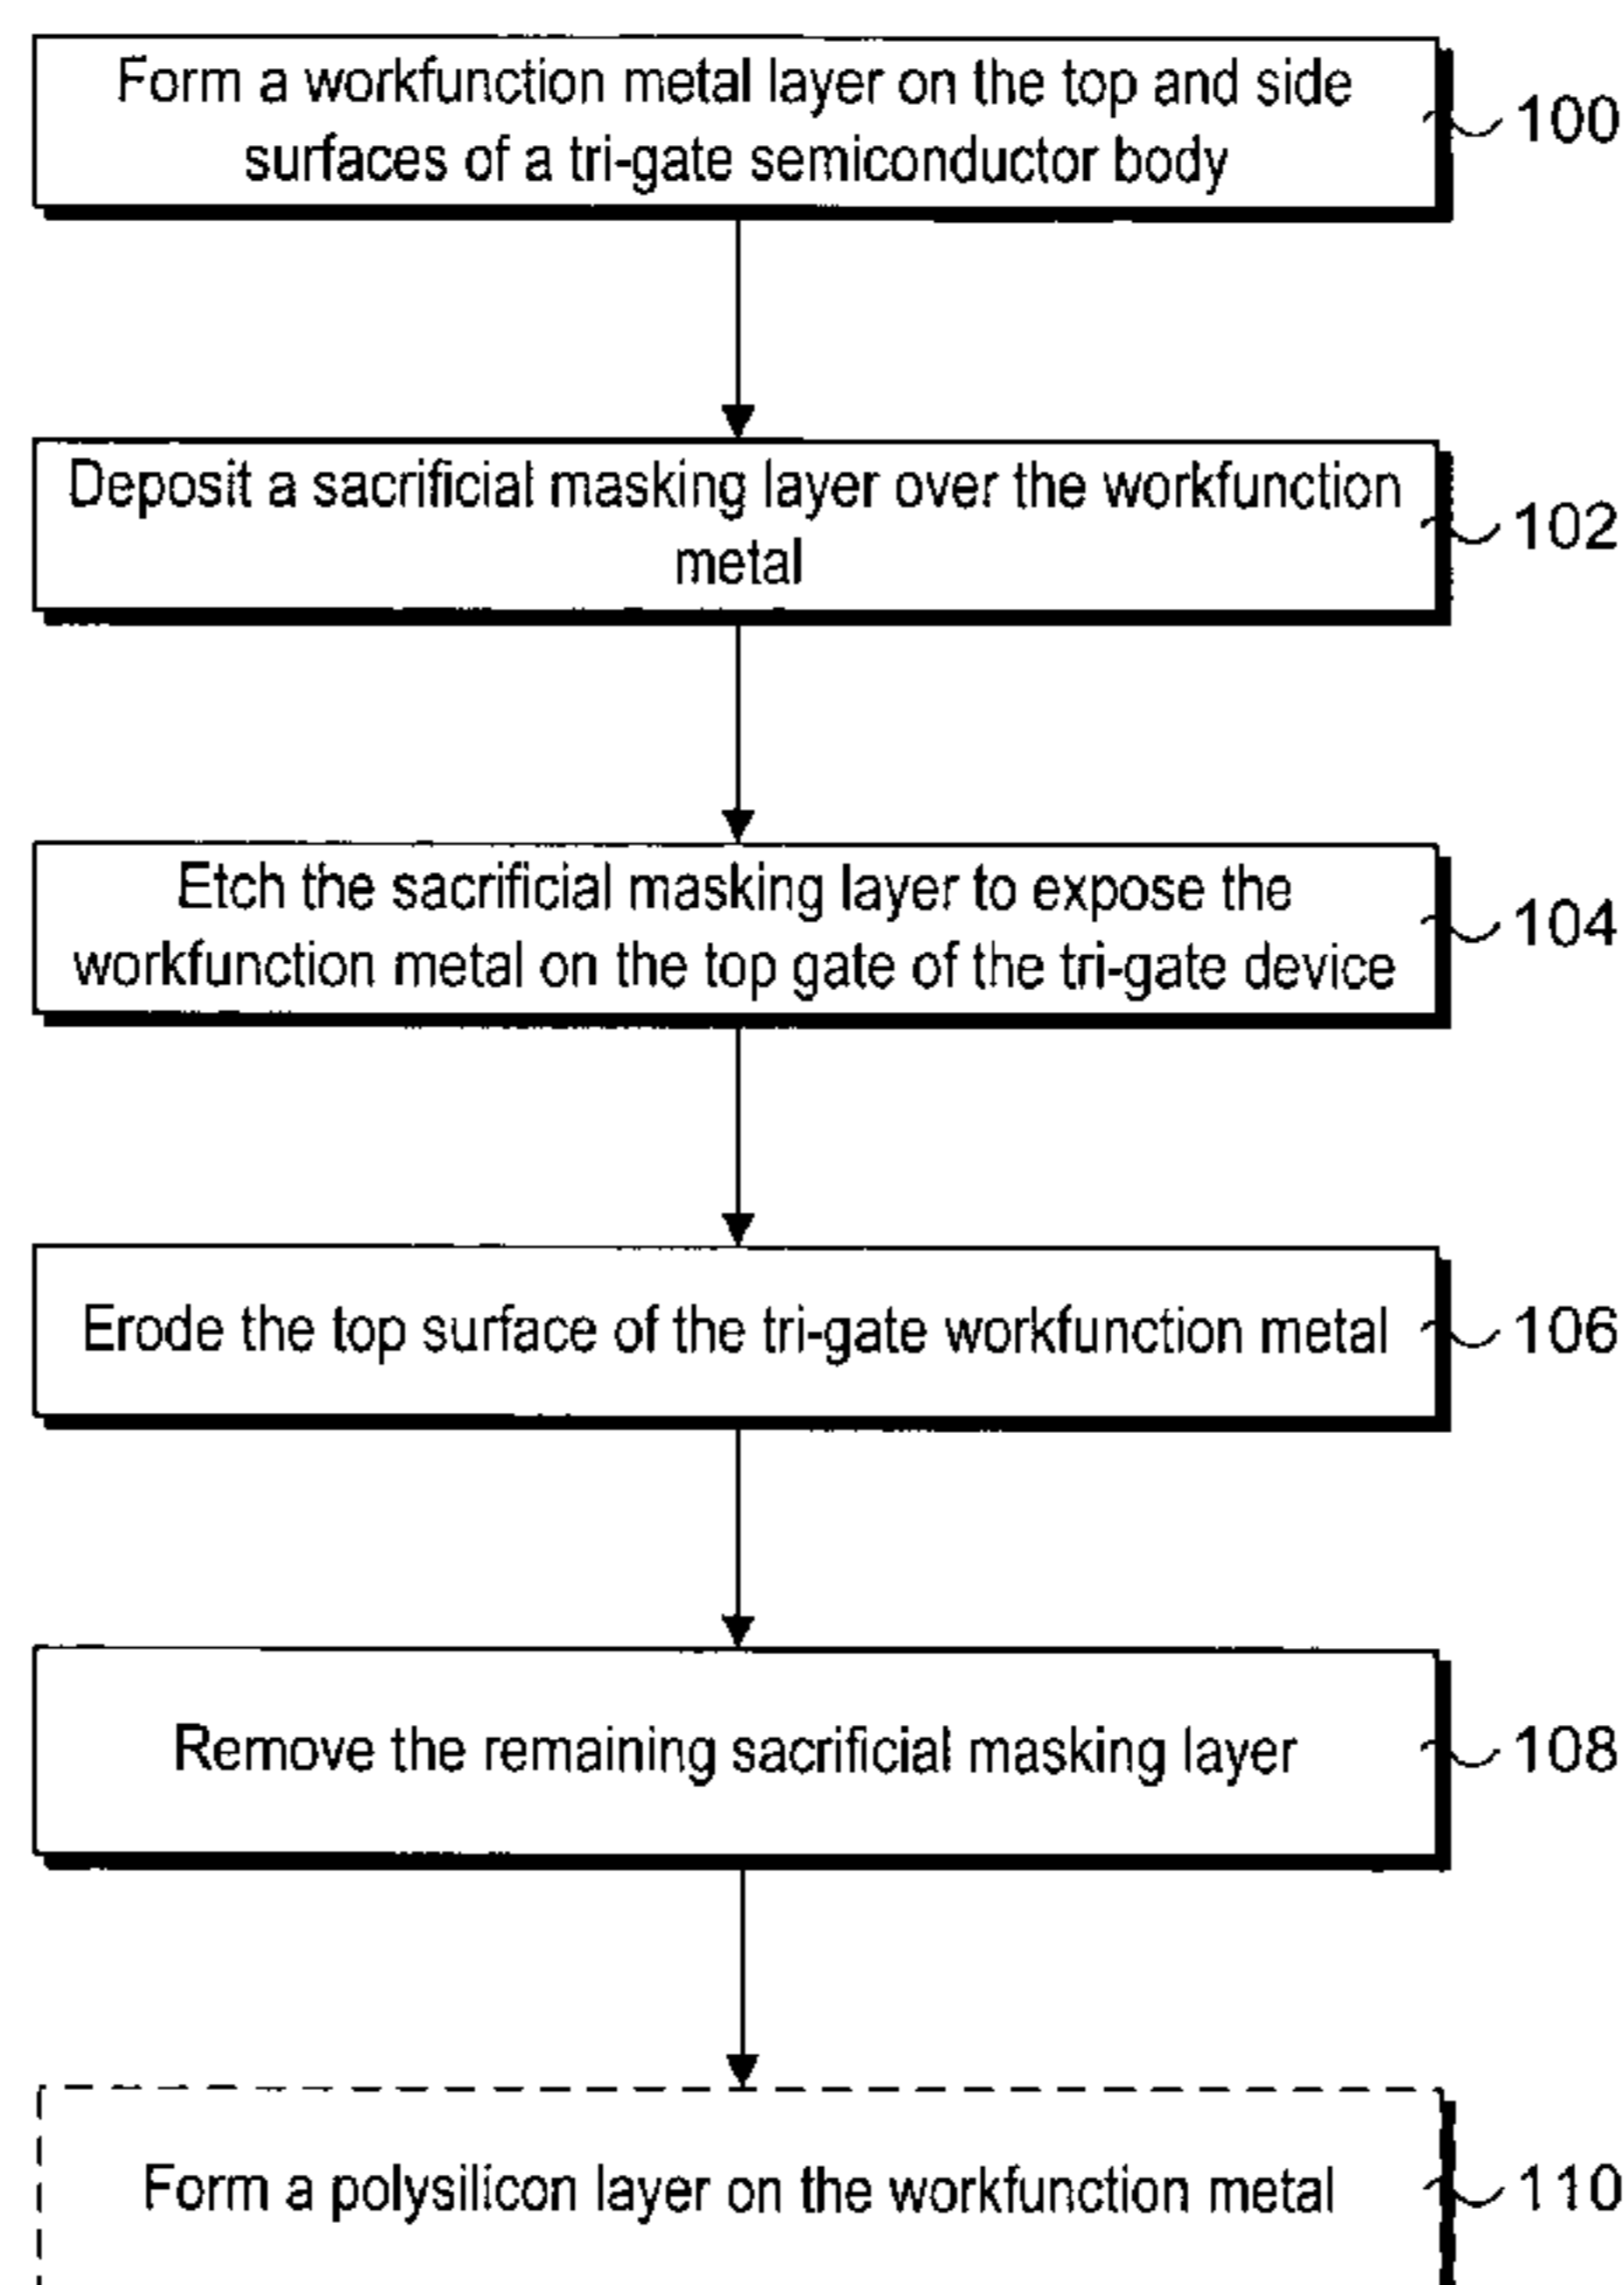 Form a workfunction metal layer on the top and side
surfaces of a tri-gate semiconductor body
100
Deposit a sacrificial masking layer over the workfunction
metal
102
Etch the sacrificial masking layer to expose the
workfunction metal on the top gate of the tri-gate device
104
Erode the top surface of the tri-gate workfunction metal
106
Remove the remaining sacrificial masking layer
108
Form a polysilicon layer on the workfunction metal
110